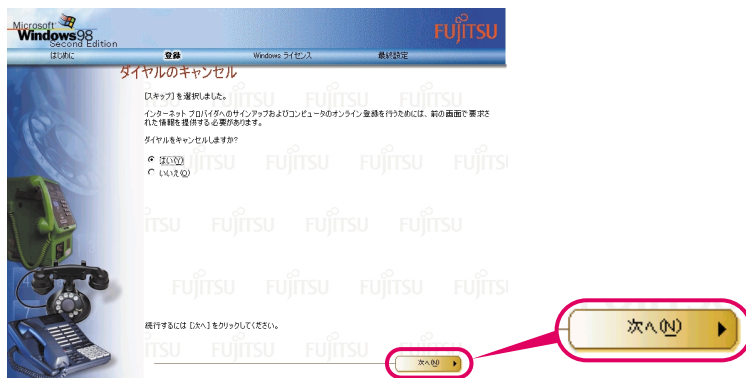 Microsoft
Windows98
Second Edition
FUJITSU
はじめに 登録 Windows ライセンス 最終設定
ダイヤルのキャンセル
[スキップ] を選択しました。
インターネット プロバイダへのサインアップおよびコンピュータのオンライン登録を行うためには、前の画面で要求さ
れた情報を提供する必要があります。
ダイヤルをキャンセルしますか?
はい(Y)
いいえ(O)
続行するには [次へ] をクリックしてください。
次へ(N)
次へ(N)